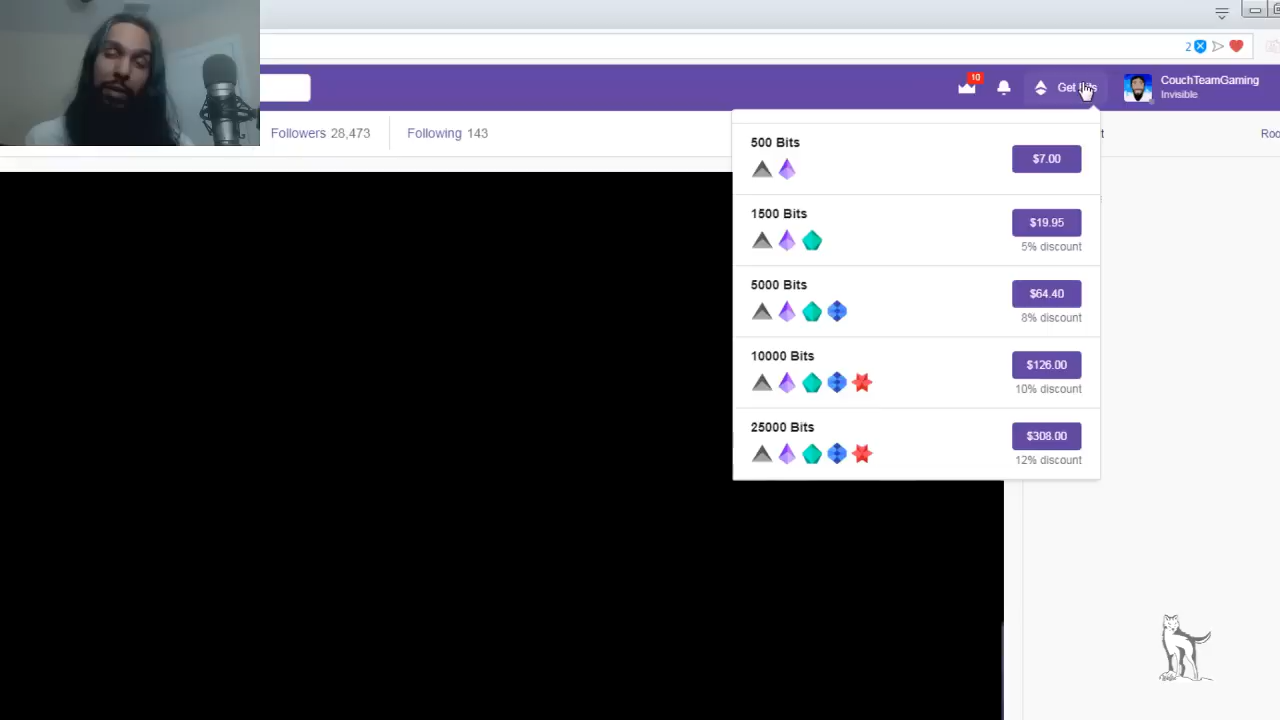 2
10
Get
CouchTeamGaming
Invisible
Followers 28,473
Following 143
500 Bits
$7.00
1500 Bits
$19.95
5% discount
5000 Bits
$64.40
8% discount
10000 Bits
$126.00
10% discount
25000 Bits
$308.00
12% discount